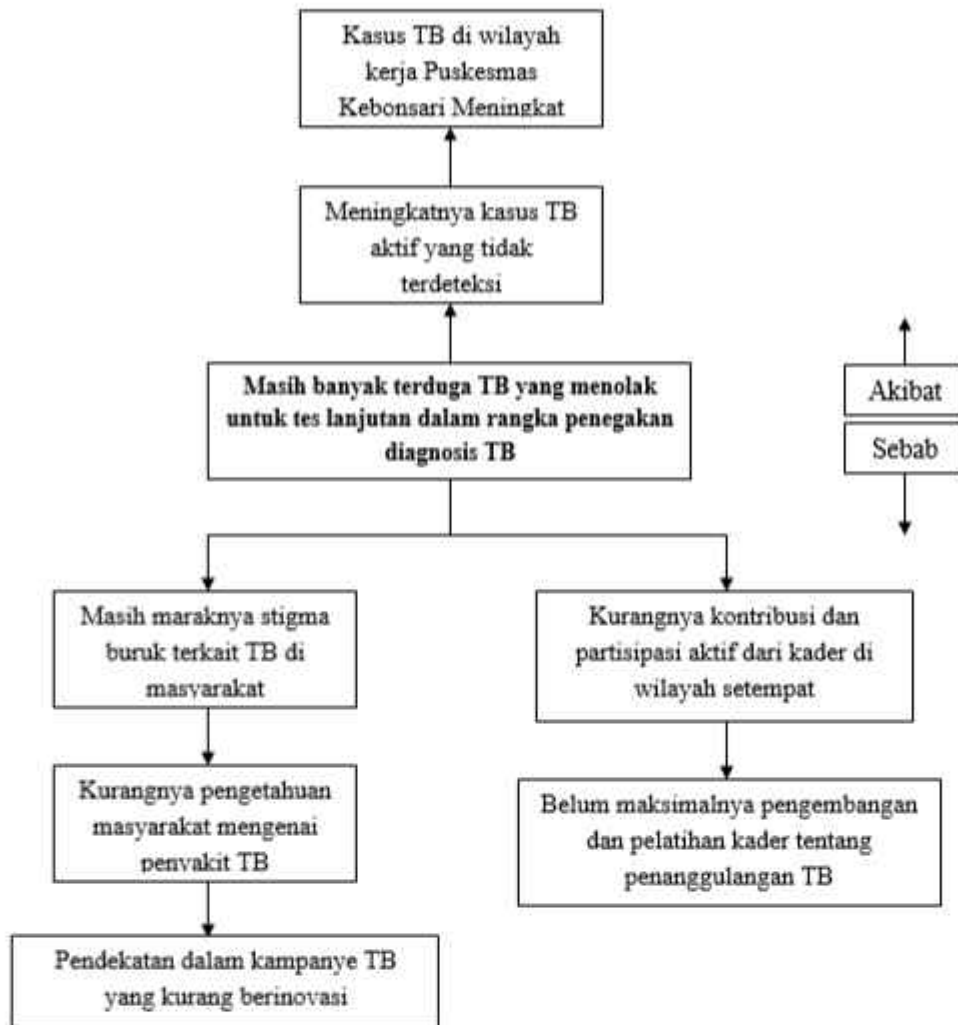 Kasus TB di wilayah
kerja Puskesmas
Kebonsari Meningkat
Meningkatnya kasus TB
aktif yang tidak
terdeteksi
Masih banyak terduga TB yang menolak
untuk tes lanjutan dalam rangka penegakan
diagnosis TB
Akibat
Sebab
Masih maraknya stigma
buruk terkait TB di
masyarakat
Kurangnya kontribusi dan
partisipasi aktif dari kader di
wilayah setempat
Kurangnya pengetahuan
masyarakat mengenai
penyakit TB
Belum maksimalnya pengembangan
dan pelatihan kader tentang
penanggulangan TB
Pendekatan dalam kampanye TB
yang kurang berinovasi